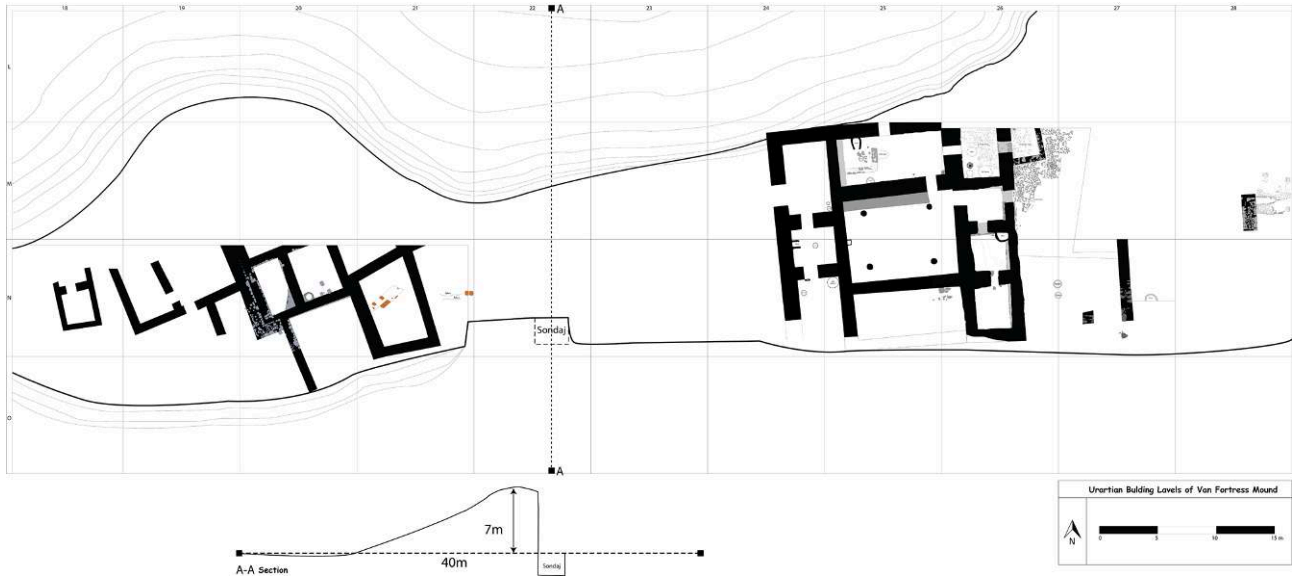 18 19 20 21 22 A 24 25 26 27 28
23
L
M
N
Sondaj
O
A
7m
40m
A-A Section
Sondaj
Urartian Bulding Lavels of Van Fortress Mound
N
0 5 10 15 m